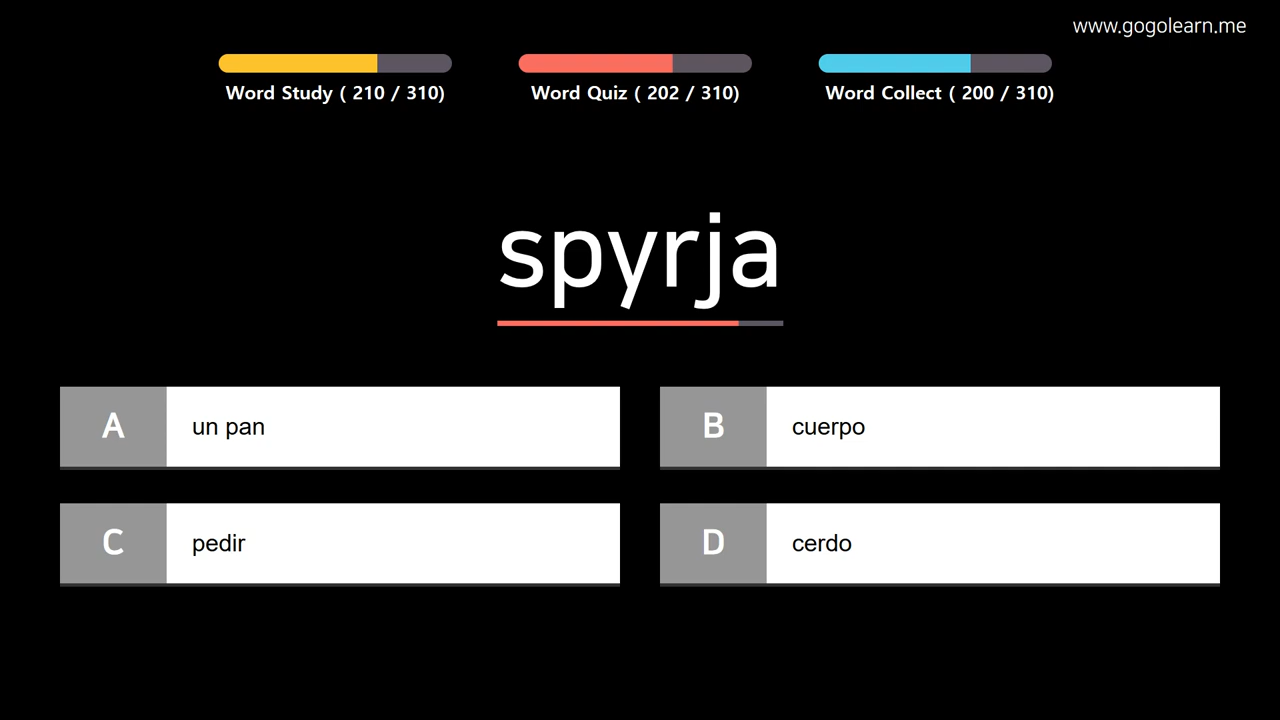 www.gogolearn.me
Word Study ( 210 / 310)
Word Quiz ( 202 / 310)
Word Collect ( 200 / 310)
spyrja
A
un pan
B
cuerpo
C
pedir
D
cerdo